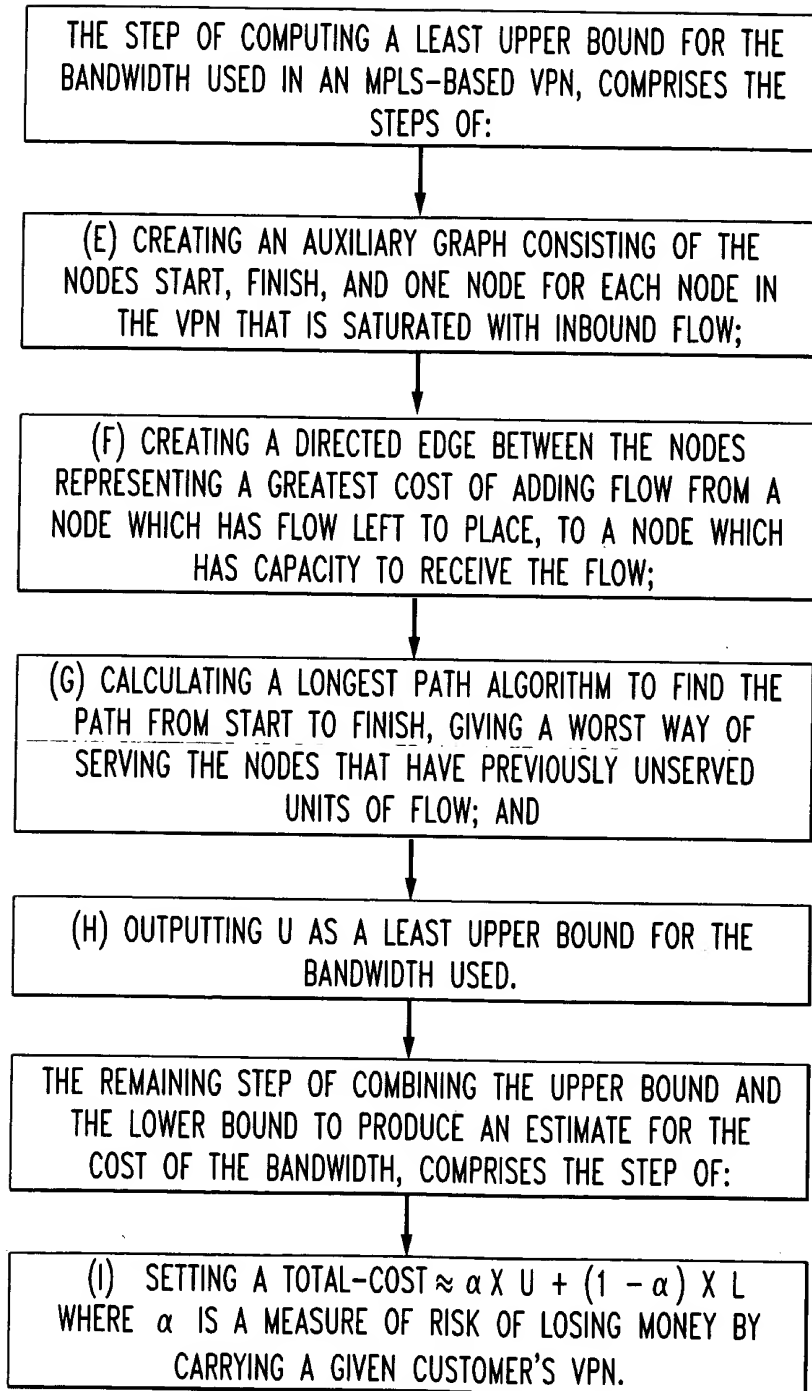 THE STEP OF COMPUTING A LEAST UPPER BOUND FOR THE
BANDWIDTH USED IN AN MPLS-BASED VPN, COMPRISES THE
STEPS OF:
(E) CREATING AN AUXILIARY GRAPH CONSISTING OF THE
NODES START, FINISH, AND ONE NODE FOR EACH NODE IN
THE VPN THAT IS SATURATED WITH INBOUND FLOW;
(F) CREATING A DIRECTED EDGE BETWEEN THE NODES
REPRESENTING A GREATEST COST OF ADDING FLOW FROM A
NODE WHICH HAS FLOW LEFT TO PLACE, TO A NODE WHICH
HAS CAPACITY TO RECEIVE THE FLOW;
(G) CALCULATING A LONGEST PATH ALGORITHM TO FIND THE
PATH FROM START TO FINISH, GIVING A WORST WAY OF
SERVING THE NODES THAT HAVE PREVIOUSLY UNSERVED
UNITS OF FLOW; AND
(H) OUTPUTTING U AS A LEAST UPPER BOUND FOR THE
BANDWIDTH USED.
THE REMAINING STEP OF COMBINING THE UPPER BOUND AND
THE LOWER BOUND TO PRODUCE AN ESTIMATE FOR THE
COST OF THE BANDWIDTH, COMPRISES THE STEP OF:
(I) SETTING A TOTAL-COST ≈ α X U + (1 - α) X L
WHERE α IS A MEASURE OF RISK OF LOSING MONEY BY
CARRYING A GIVEN CUSTOMER'S VPN.